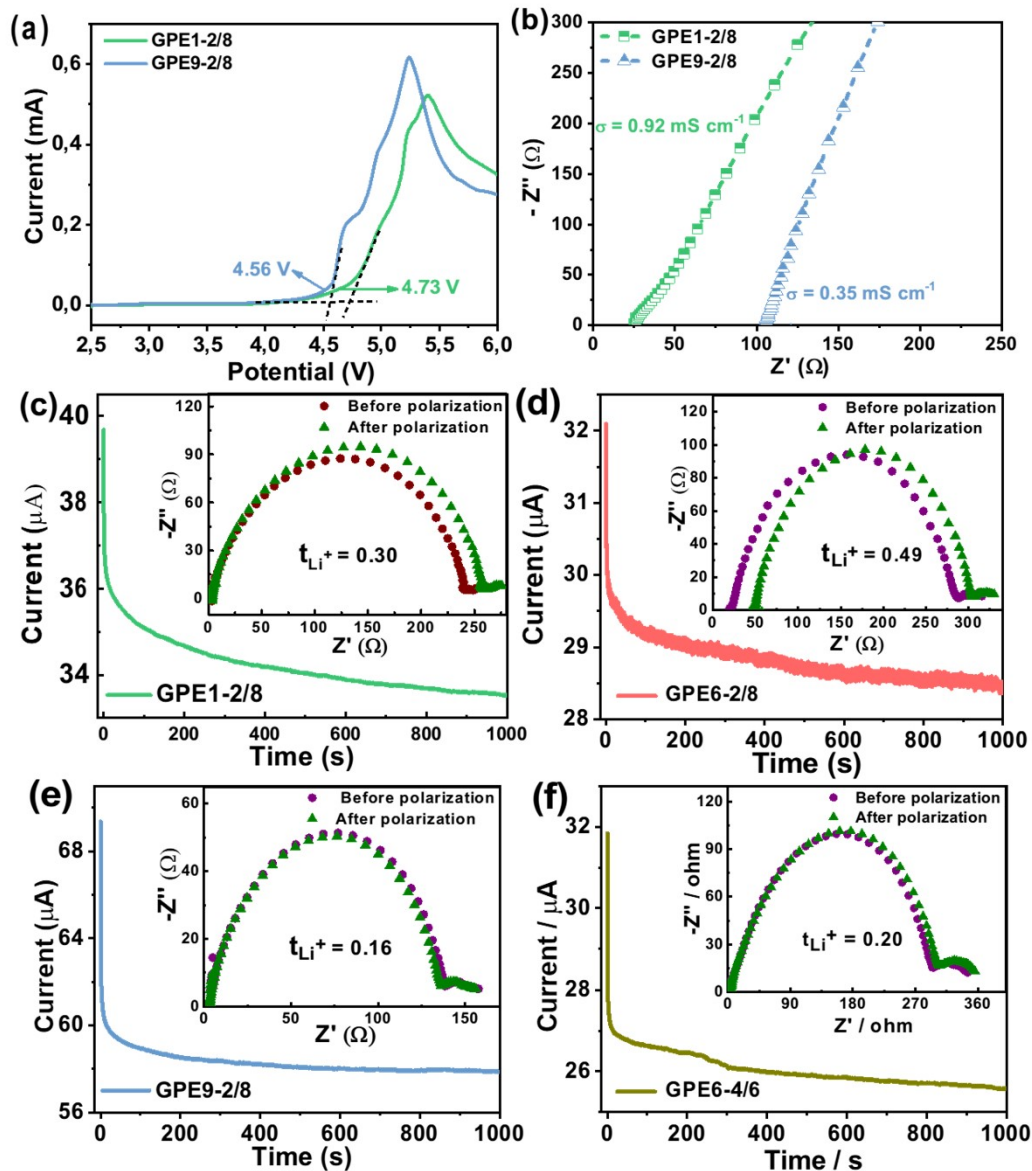 (a)
GPE1-2/8
GPE9-2/8
Current (mA)
0,6
0,4
0,2
0,0
4.56 V
4.73 V
2,5 3,0 3,5 4,0 4,5 5,0 5,5 6,0
Potential (V)
(b)
GPE1-2/8
GPE9-2/8
- Z'' (Ω)
300
250
200
150
100
50
0
σ = 0.92 mS cm⁻¹
σ = 0.35 mS cm⁻¹
0 50 100 150 200 250
Z' (Ω)
(c)
Current (μA)
40
39
38
36
35
34
33
Before polarization
After polarization
-Z'' (Ω)
120
90
60
30
0
tLi⁺ = 0.30
0 50 100 150 200 250
Z' (Ω)
GPE1-2/8
0 200 400 600 800 1000
Time (s)
(d)
Current (μA)
32
31
30
29
28
Before polarization
After polarization
-Z'' (Ω)
120
100
80
60
40
20
0
tLi⁺ = 0.49
0 50 100 150 200 250 300
Z' (Ω)
GPE6-2/8
0 200 400 600 800 1000
Time (s)
(e)
Current (μA)
68
64
60
56
Before polarization
After polarization
-Z'' (Ω)
60
40
20
0
tLi⁺ = 0.16
0 50 100 150
Z' (Ω)
GPE9-2/8
0 200 400 600 800 1000
Time (s)
(f)
Current / μA
32
31
28
26
Before polarization
After polarization
-Z'' / ohm
120
90
60
30
0
tLi⁺ = 0.20
0 90 180 270 360
Z' / ohm
GPE6-4/6
0 200 400 600 800 1000
Time / s